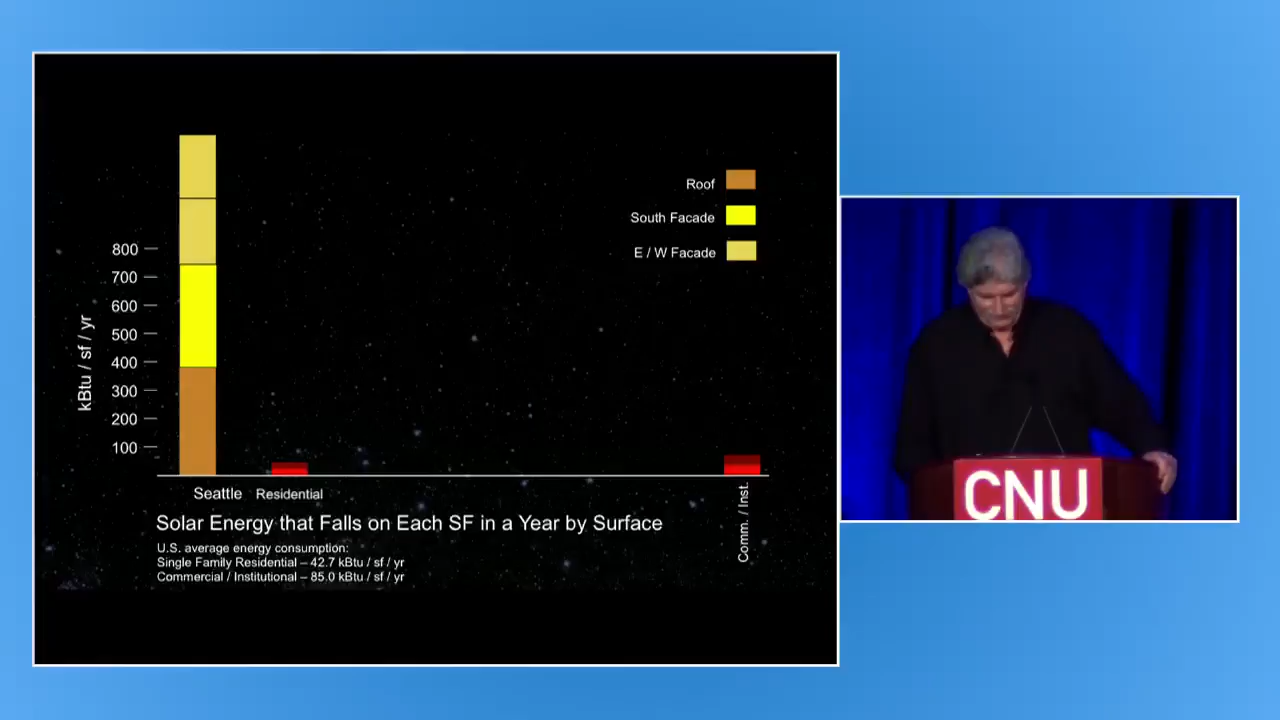 Roof
South Facade
E / W Facade
kBtu / sf / yr
800
700
600
500
400
300
200
100
Seattle
Residential
Comm. / Inst.
Solar Energy that Falls on Each SF in a Year by Surface
U.S. average energy consumption:
Single Family Residential – 42.7 kBtu / sf / yr
Commercial / Institutional – 85.0 kBtu / sf / yr
CNU